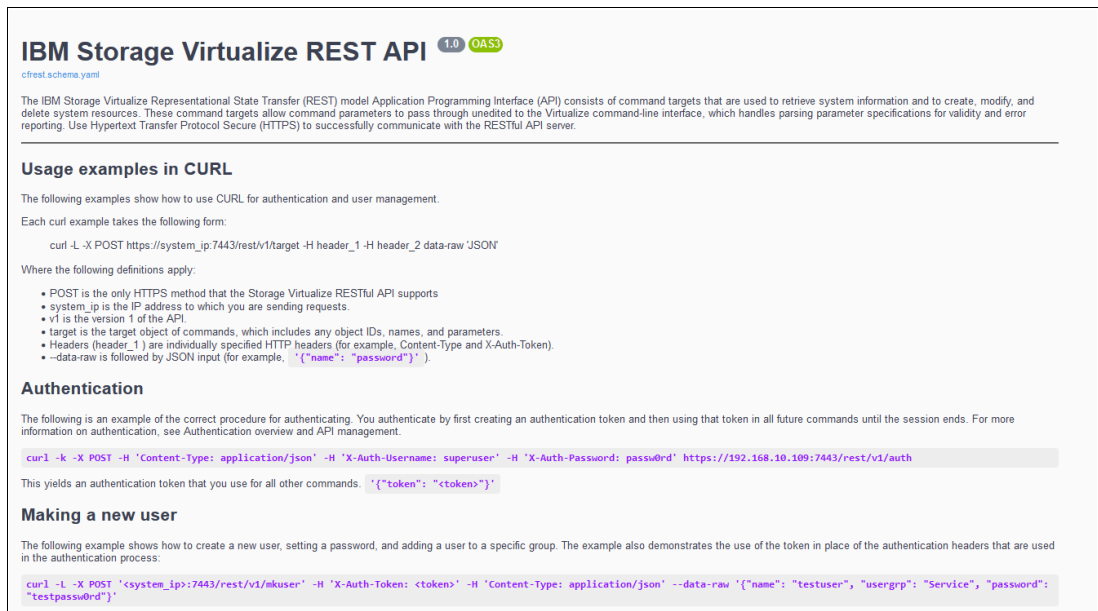 IBM Storage Virtualize REST API 1.0 OAS3
cfrest.schema.yaml
The IBM Storage Virtualize Representational State Transfer (REST) model Application Programming Interface (API) consists of command targets that are used to retrieve system information and to create, modify, and
delete system resources. These command targets allow command parameters to pass through unedited to the Virtualize command-line interface, which handles parsing parameter specifications for validity and error
reporting. Use Hypertext Transfer Protocol Secure (HTTPS) to successfully communicate with the RESTful API server.
Usage examples in CURL
The following examples show how to use CURL for authentication and user management.
Each curl example takes the following form:
curl -L -X POST https://system_ip:7443/rest/v1/target -H header_1 -H header_2 data-raw 'JSON'
Where the following definitions apply:
• POST is the only HTTPS method that the Storage Virtualize RESTful API supports
• system_ip is the IP address to which you are sending requests.
• v1 is the version 1 of the API.
• target is the target object of commands, which includes any object IDs, names, and parameters.
• Headers (header_1 ) are individually specified HTTP headers (for example, Content-Type and X-Auth-Token).
• --data-raw is followed by JSON input (for example, '{"name": "password"}' ).
Authentication
The following is an example of the correct procedure for authenticating. You authenticate by first creating an authentication token and then using that token in all future commands until the session ends. For more
information on authentication, see Authentication overview and API management.
curl -k -X POST -H 'Content-Type: application/json' -H 'X-Auth-Username: superuser' -H 'X-Auth-Password: passw0rd' https://192.168.10.109:7443/rest/v1/auth
This yields an authentication token that you use for all other commands. '{"token": "<token>"}'
Making a new user
The following example shows how to create a new user, setting a password, and adding a user to a specific group. The example also demonstrates the use of the token in place of the authentication headers that are used
in the authentication process:
curl -L -X POST '<system_ip>:7443/rest/v1/mkuser' -H 'X-Auth-Token: <token>' -H 'Content-Type: application/json' --data-raw '{"name": "testuser", "usergrp": "Service", "password":
"testpassw0rd"}'